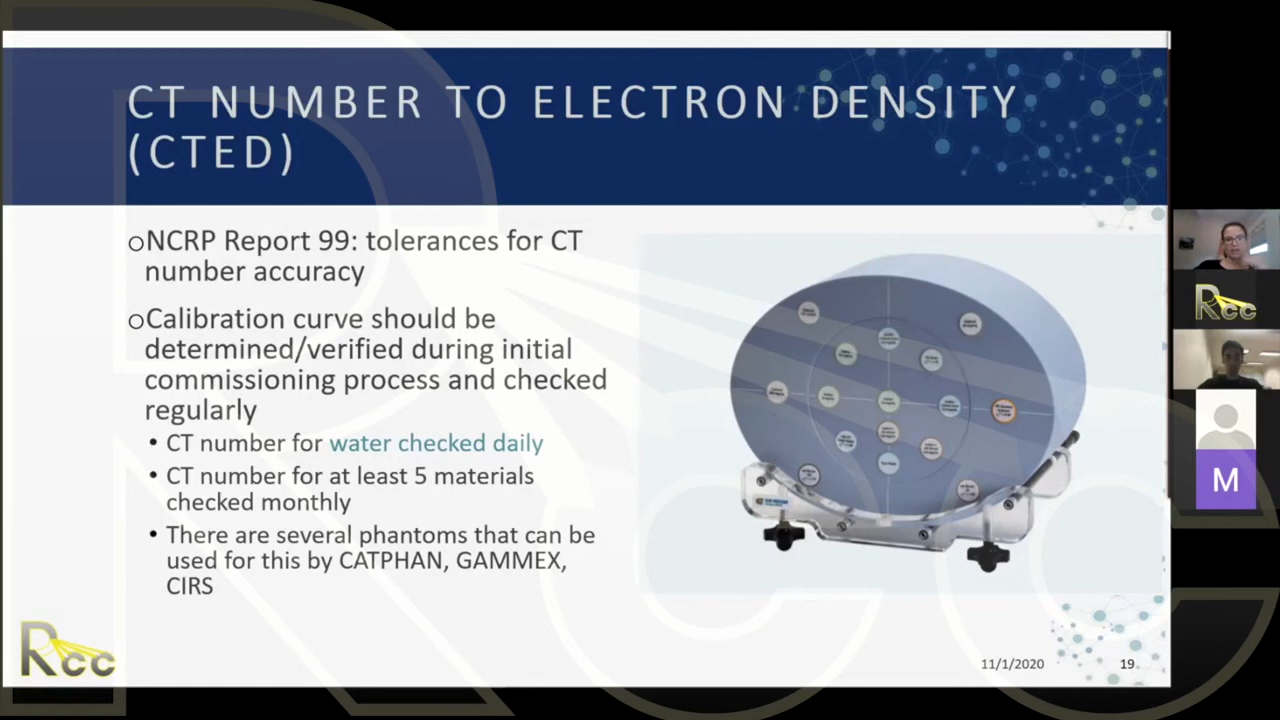 CT NUMBER TO ELECTRON DENSITY
(CTED)
oNCRP Report 99: tolerances for CT
number accuracy
oCalibration curve should be
determined/verified during initial
commissioning process and checked
regularly
• CT number for water checked daily
• CT number for at least 5 materials
checked monthly
• There are several phantoms that can be
used for this by CATPHAN, GAMMEX,
CIRS
Rcc
11/1/2020
19
Rcc
M